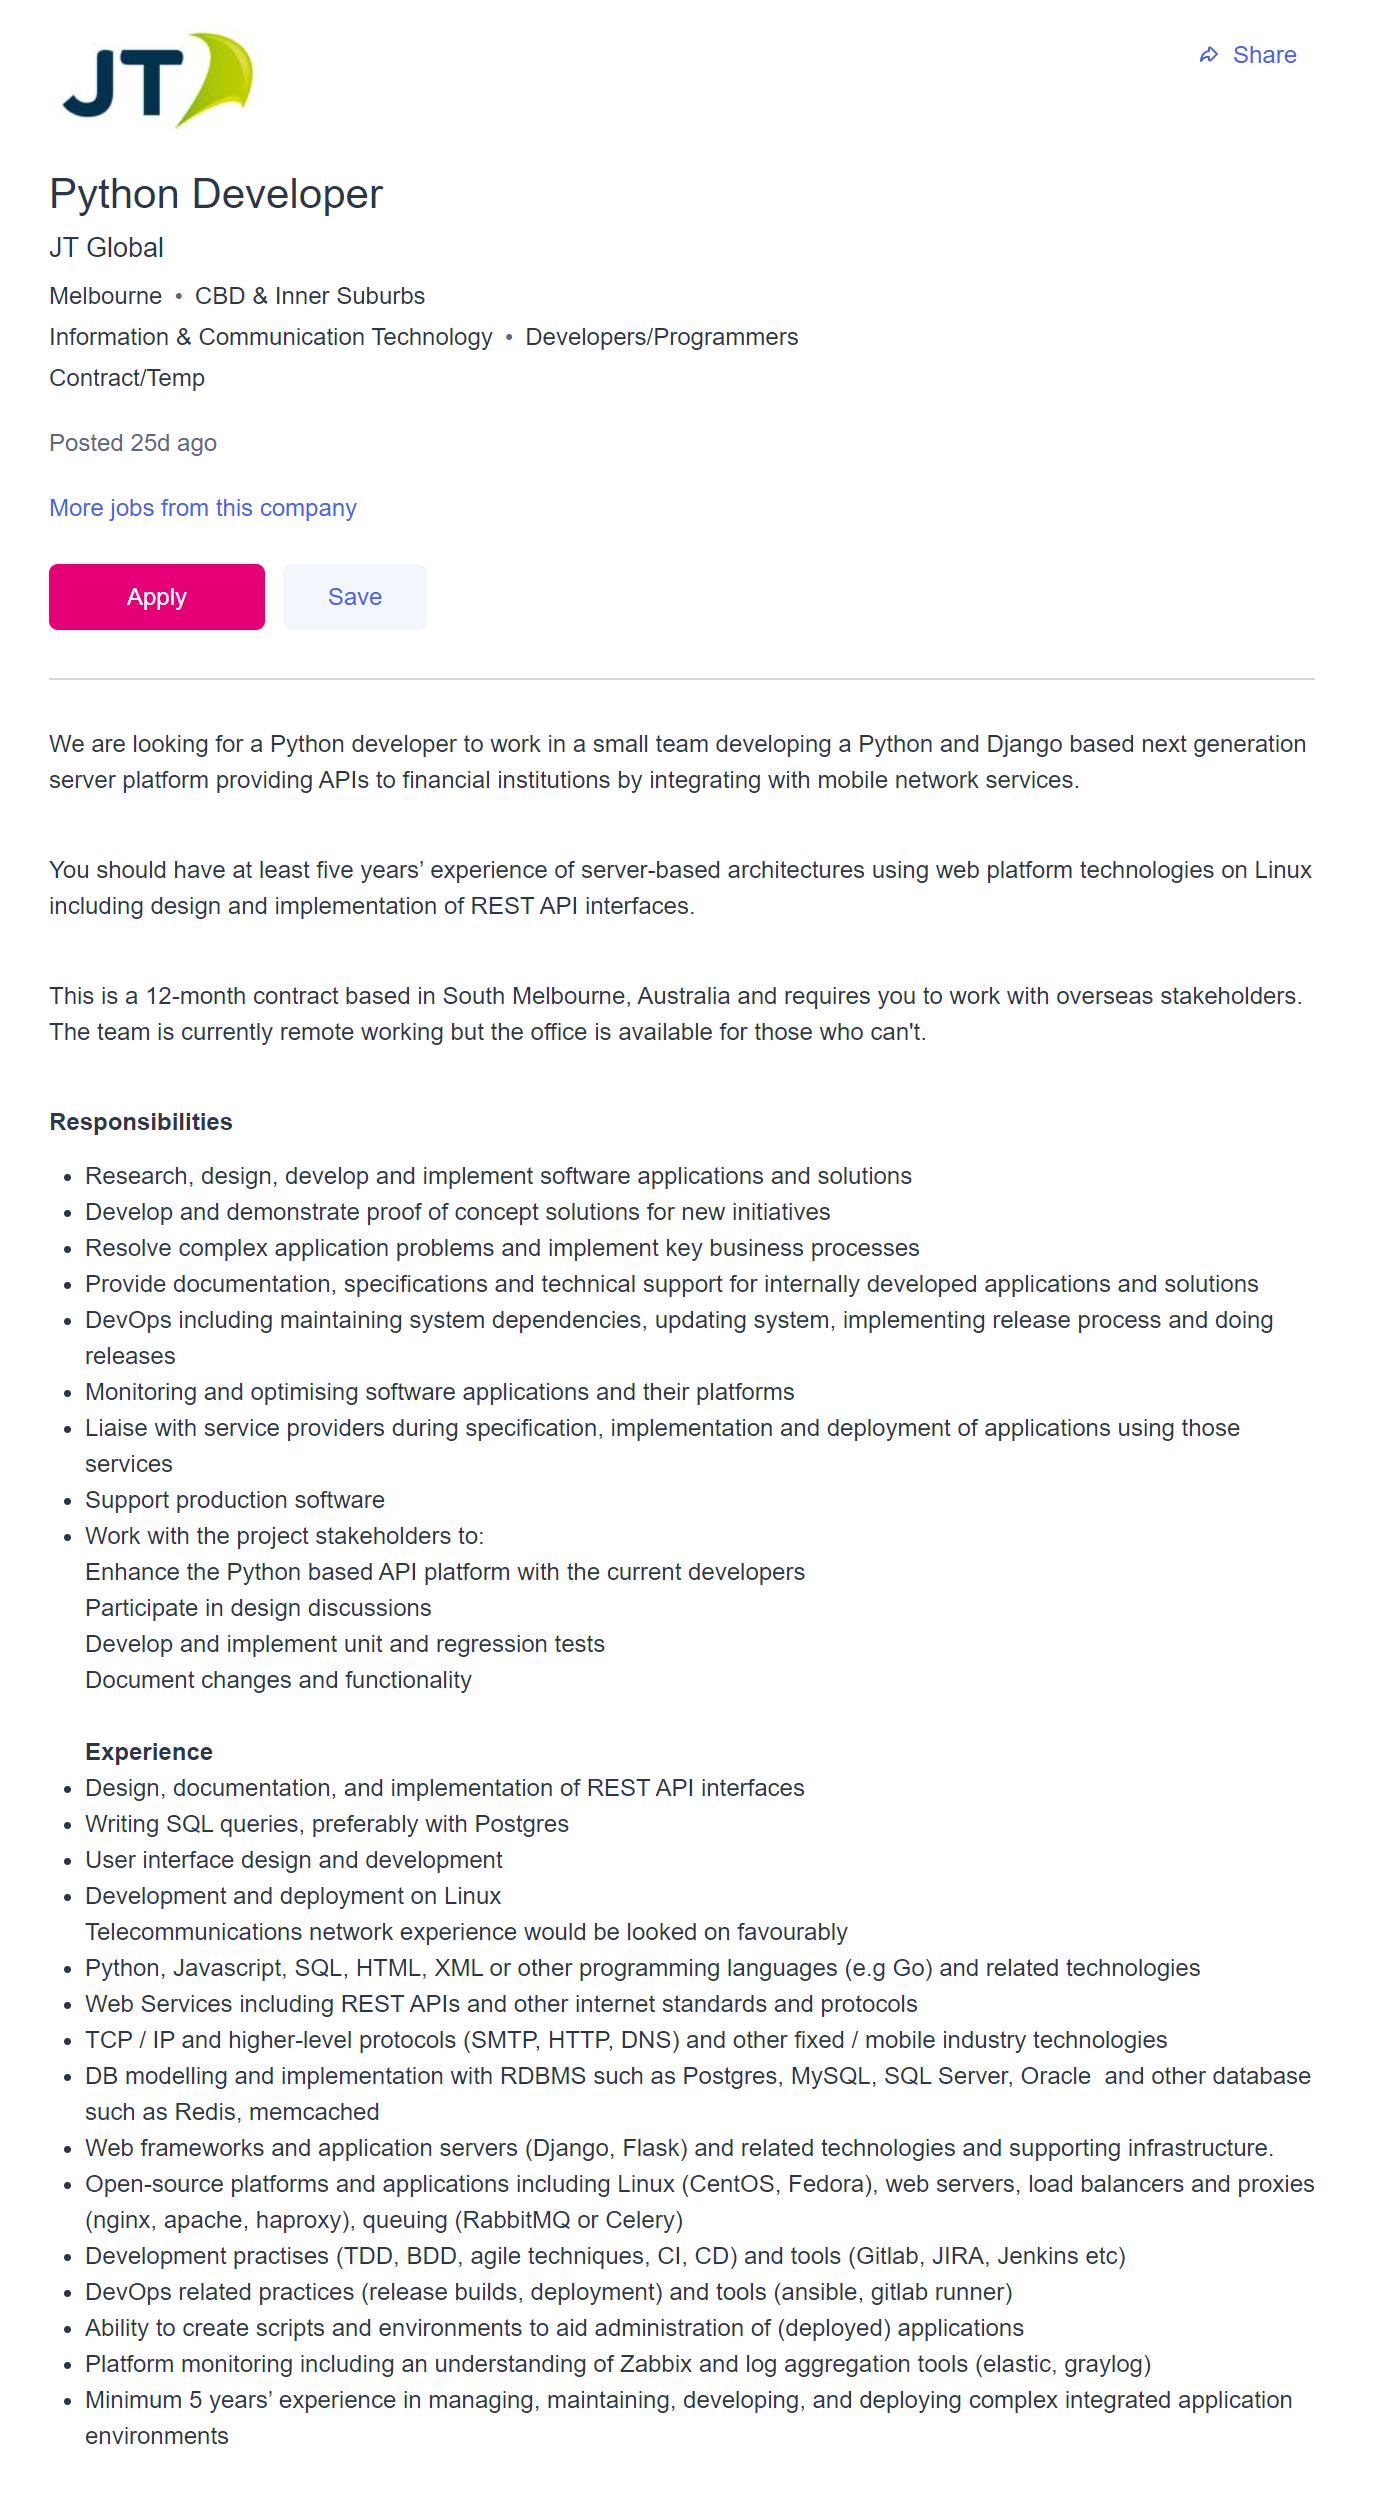 JT
Share
Python Developer
JT Global
Melbourne • CBD & Inner Suburbs
Information & Communication Technology • Developers/Programmers
Contract/Temp
Posted 25d ago
More jobs from this company
Apply Save
We are looking for a Python developer to work in a small team developing a Python and Django based next generation
server platform providing APIs to financial institutions by integrating with mobile network services.
You should have at least five years’ experience of server-based architectures using web platform technologies on Linux
including design and implementation of REST API interfaces.
This is a 12-month contract based in South Melbourne, Australia and requires you to work with overseas stakeholders.
The team is currently remote working but the office is available for those who can't.
Responsibilities
• Research, design, develop and implement software applications and solutions
• Develop and demonstrate proof of concept solutions for new initiatives
• Resolve complex application problems and implement key business processes
• Provide documentation, specifications and technical support for internally developed applications and solutions
• DevOps including maintaining system dependencies, updating system, implementing release process and doing
releases
• Monitoring and optimising software applications and their platforms
• Liaise with service providers during specification, implementation and deployment of applications using those
services
• Support production software
• Work with the project stakeholders to:
Enhance the Python based API platform with the current developers
Participate in design discussions
Develop and implement unit and regression tests
Document changes and functionality
Experience
• Design, documentation, and implementation of REST API interfaces
• Writing SQL queries, preferably with Postgres
• User interface design and development
• Development and deployment on Linux
Telecommunications network experience would be looked on favourably
• Python, Javascript, SQL, HTML, XML or other programming languages (e.g Go) and related technologies
• Web Services including REST APIs and other internet standards and protocols
• TCP / IP and higher-level protocols (SMTP, HTTP, DNS) and other fixed / mobile industry technologies
• DB modelling and implementation with RDBMS such as Postgres, MySQL, SQL Server, Oracle  and other database
such as Redis, memcached
• Web frameworks and application servers (Django, Flask) and related technologies and supporting infrastructure.
• Open-source platforms and applications including Linux (CentOS, Fedora), web servers, load balancers and proxies
(nginx, apache, haproxy), queuing (RabbitMQ or Celery)
• Development practises (TDD, BDD, agile techniques, CI, CD) and tools (Gitlab, JIRA, Jenkins etc)
• DevOps related practices (release builds, deployment) and tools (ansible, gitlab runner)
• Ability to create scripts and environments to aid administration of (deployed) applications
• Platform monitoring including an understanding of Zabbix and log aggregation tools (elastic, graylog)
• Minimum 5 years’ experience in managing, maintaining, developing, and deploying complex integrated application
environments